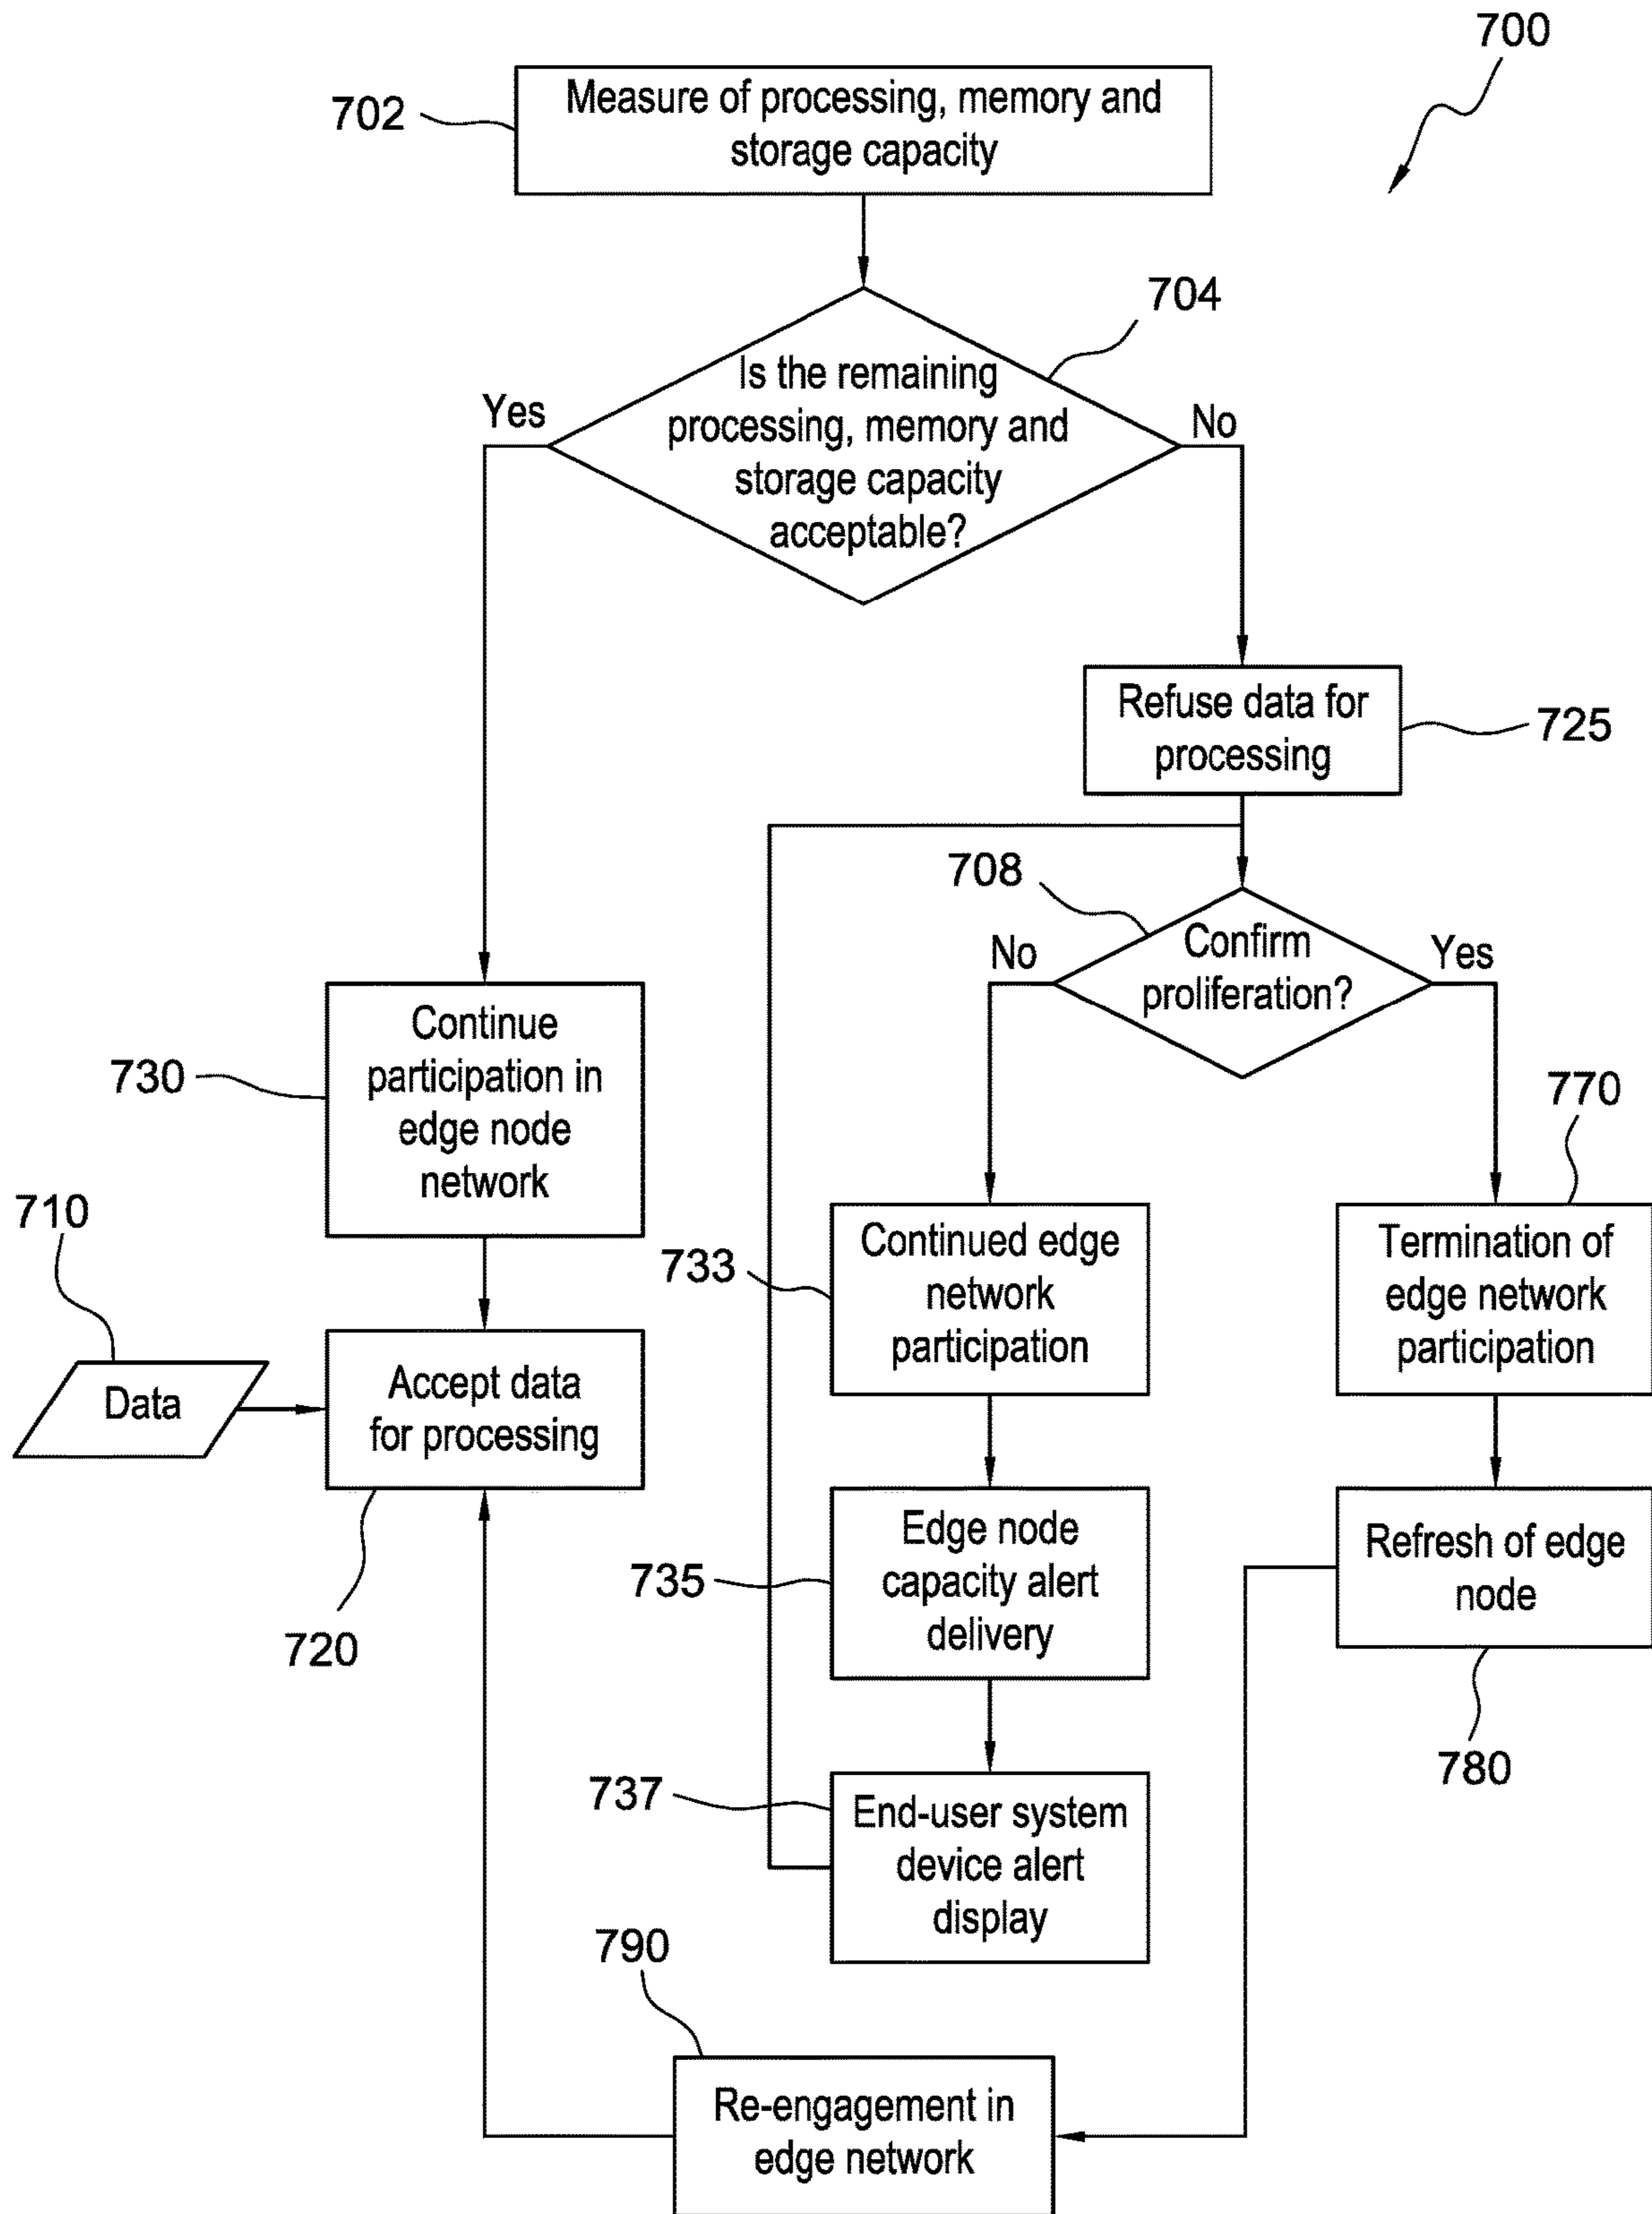 700
702
Measure of processing, memory and
storage capacity
704
Is the remaining
processing, memory and
storage capacity
acceptable?
Yes
No
Refuse data for
processing
725
708
Confirm
proliferation?
No
Yes
730
Continue
participation in
edge node
network
770
710
733
Continued edge
network
participation
Termination of
edge network
participation
Data
Accept data
for processing
720
735
Edge node
capacity alert
delivery
Refresh of edge
node
780
737
End-user system
device alert
display
790
Re-engagement in
edge network